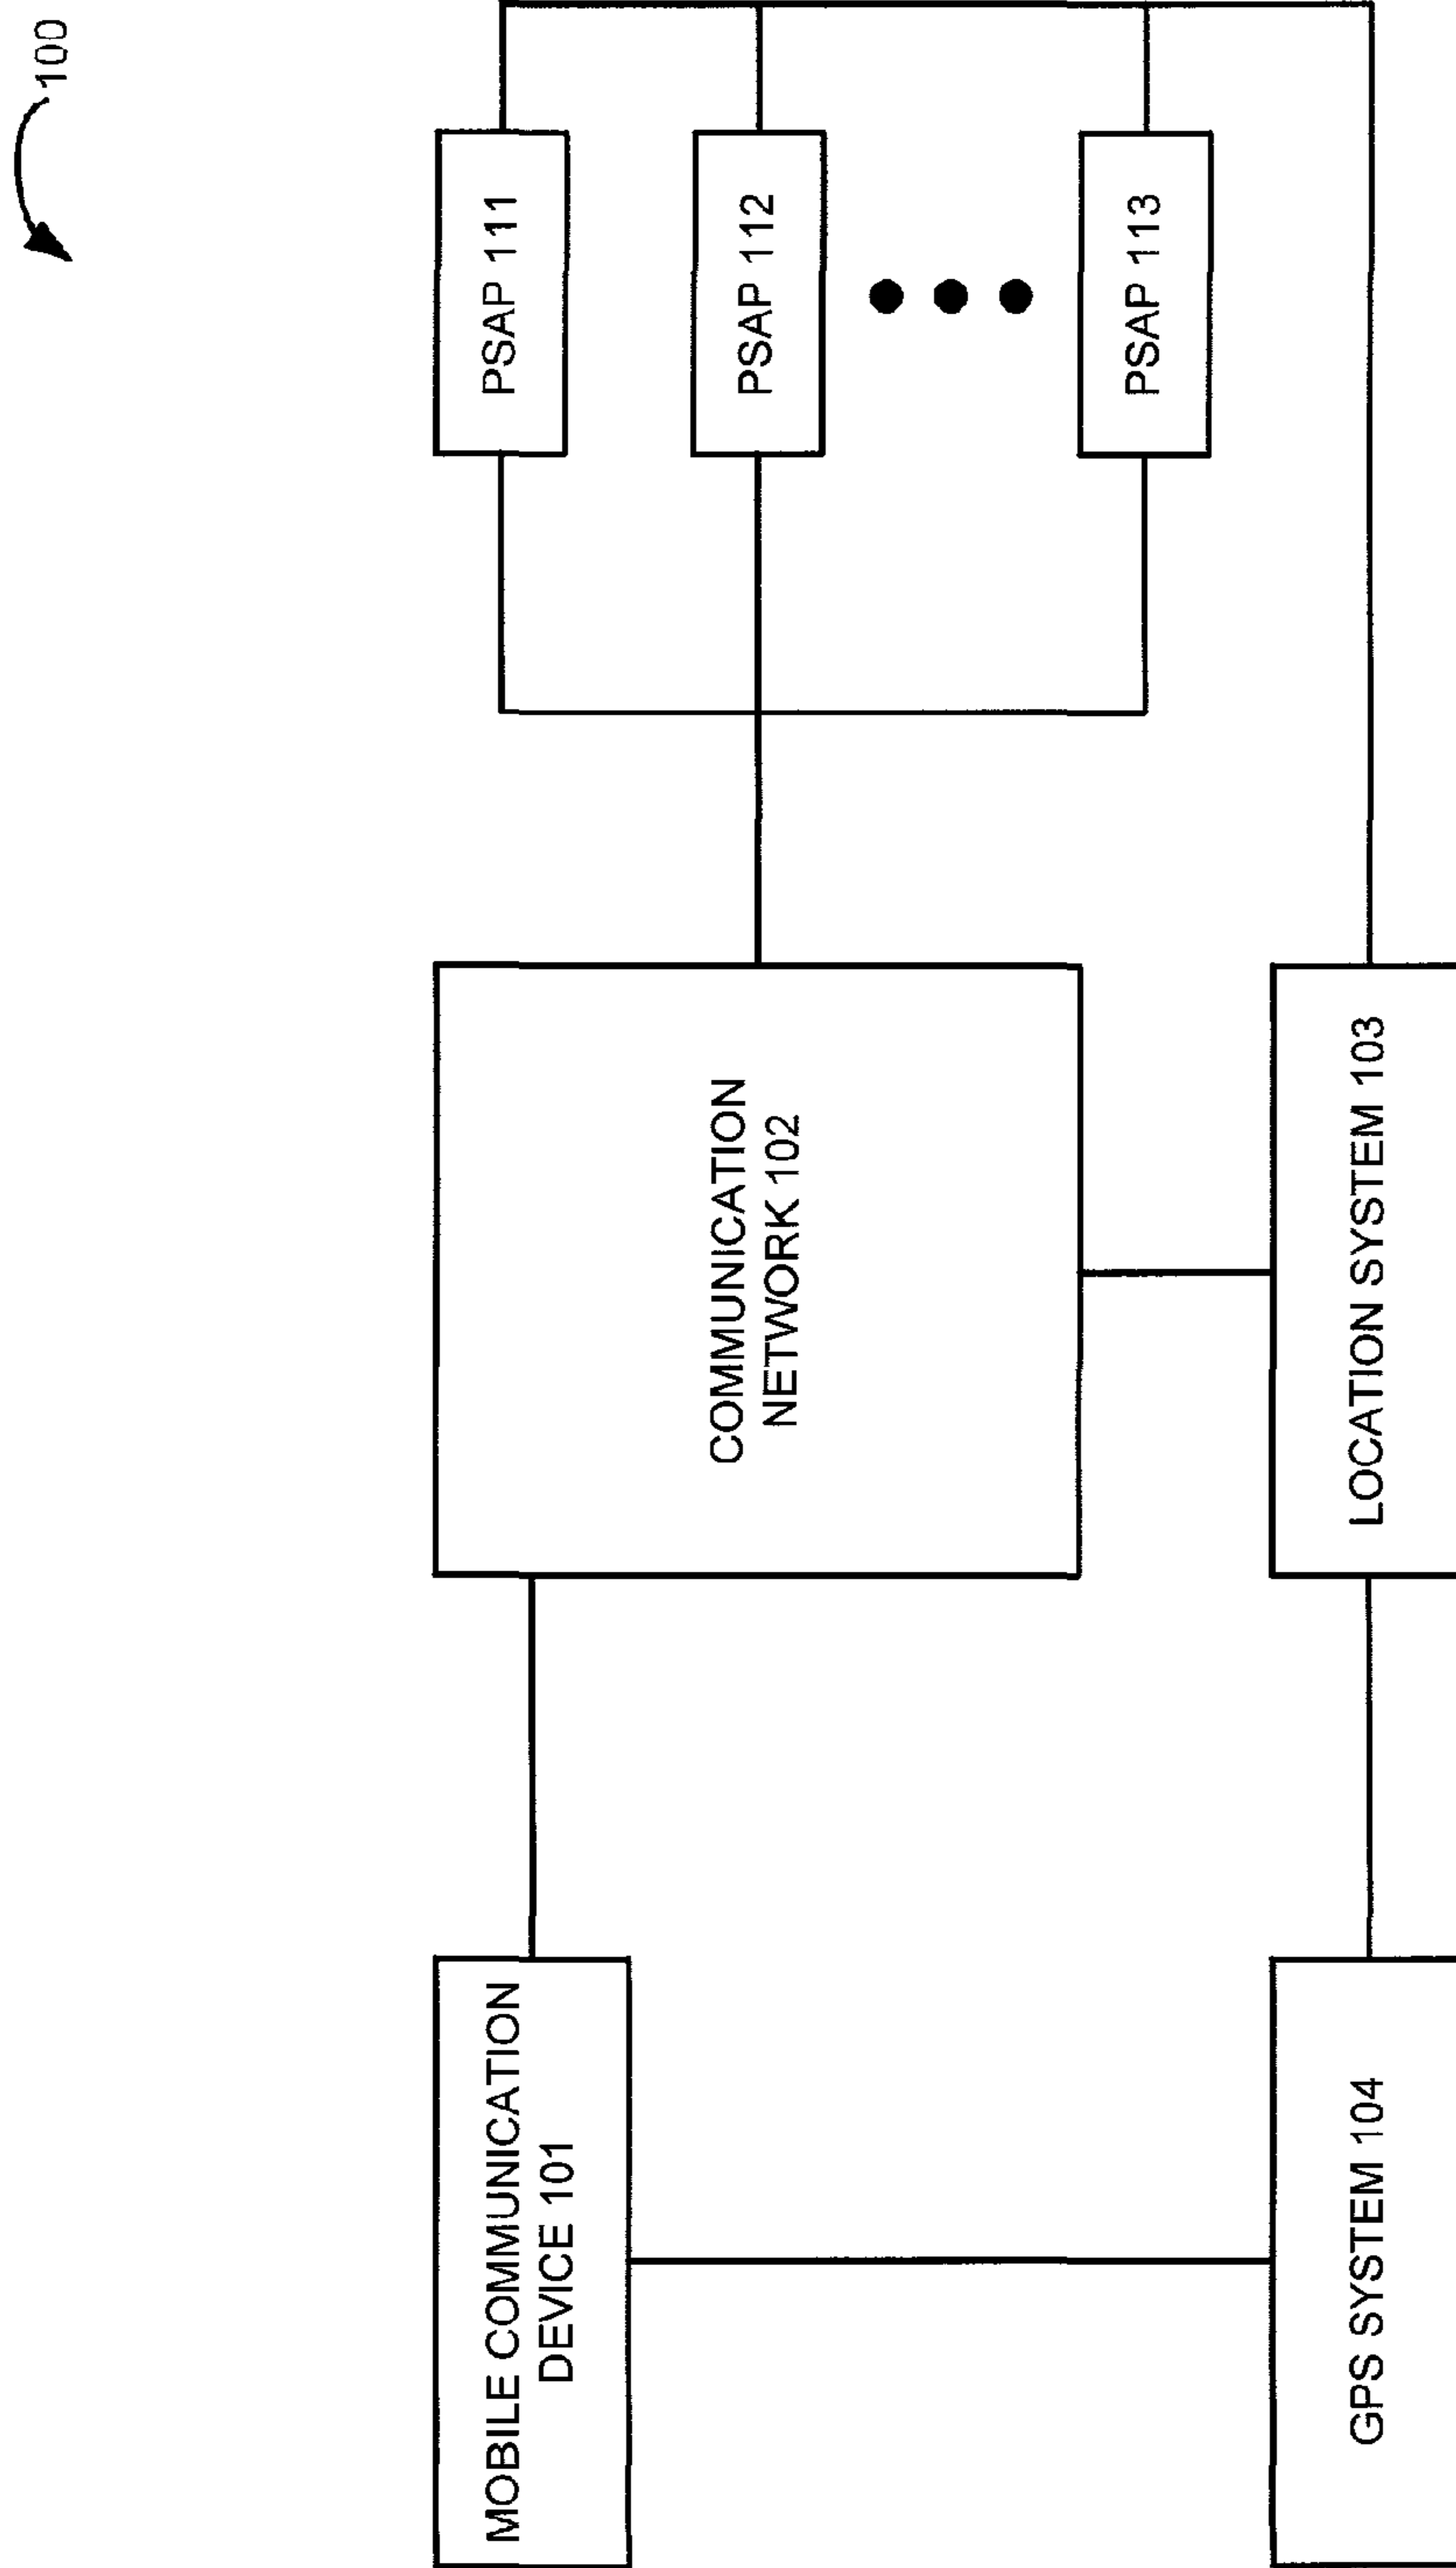 100
MOBILE COMMUNICATION
DEVICE 101
COMMUNICATION
NETWORK 102
PSAP 111
PSAP 112
PSAP 113
GPS SYSTEM 104
LOCATION SYSTEM 103